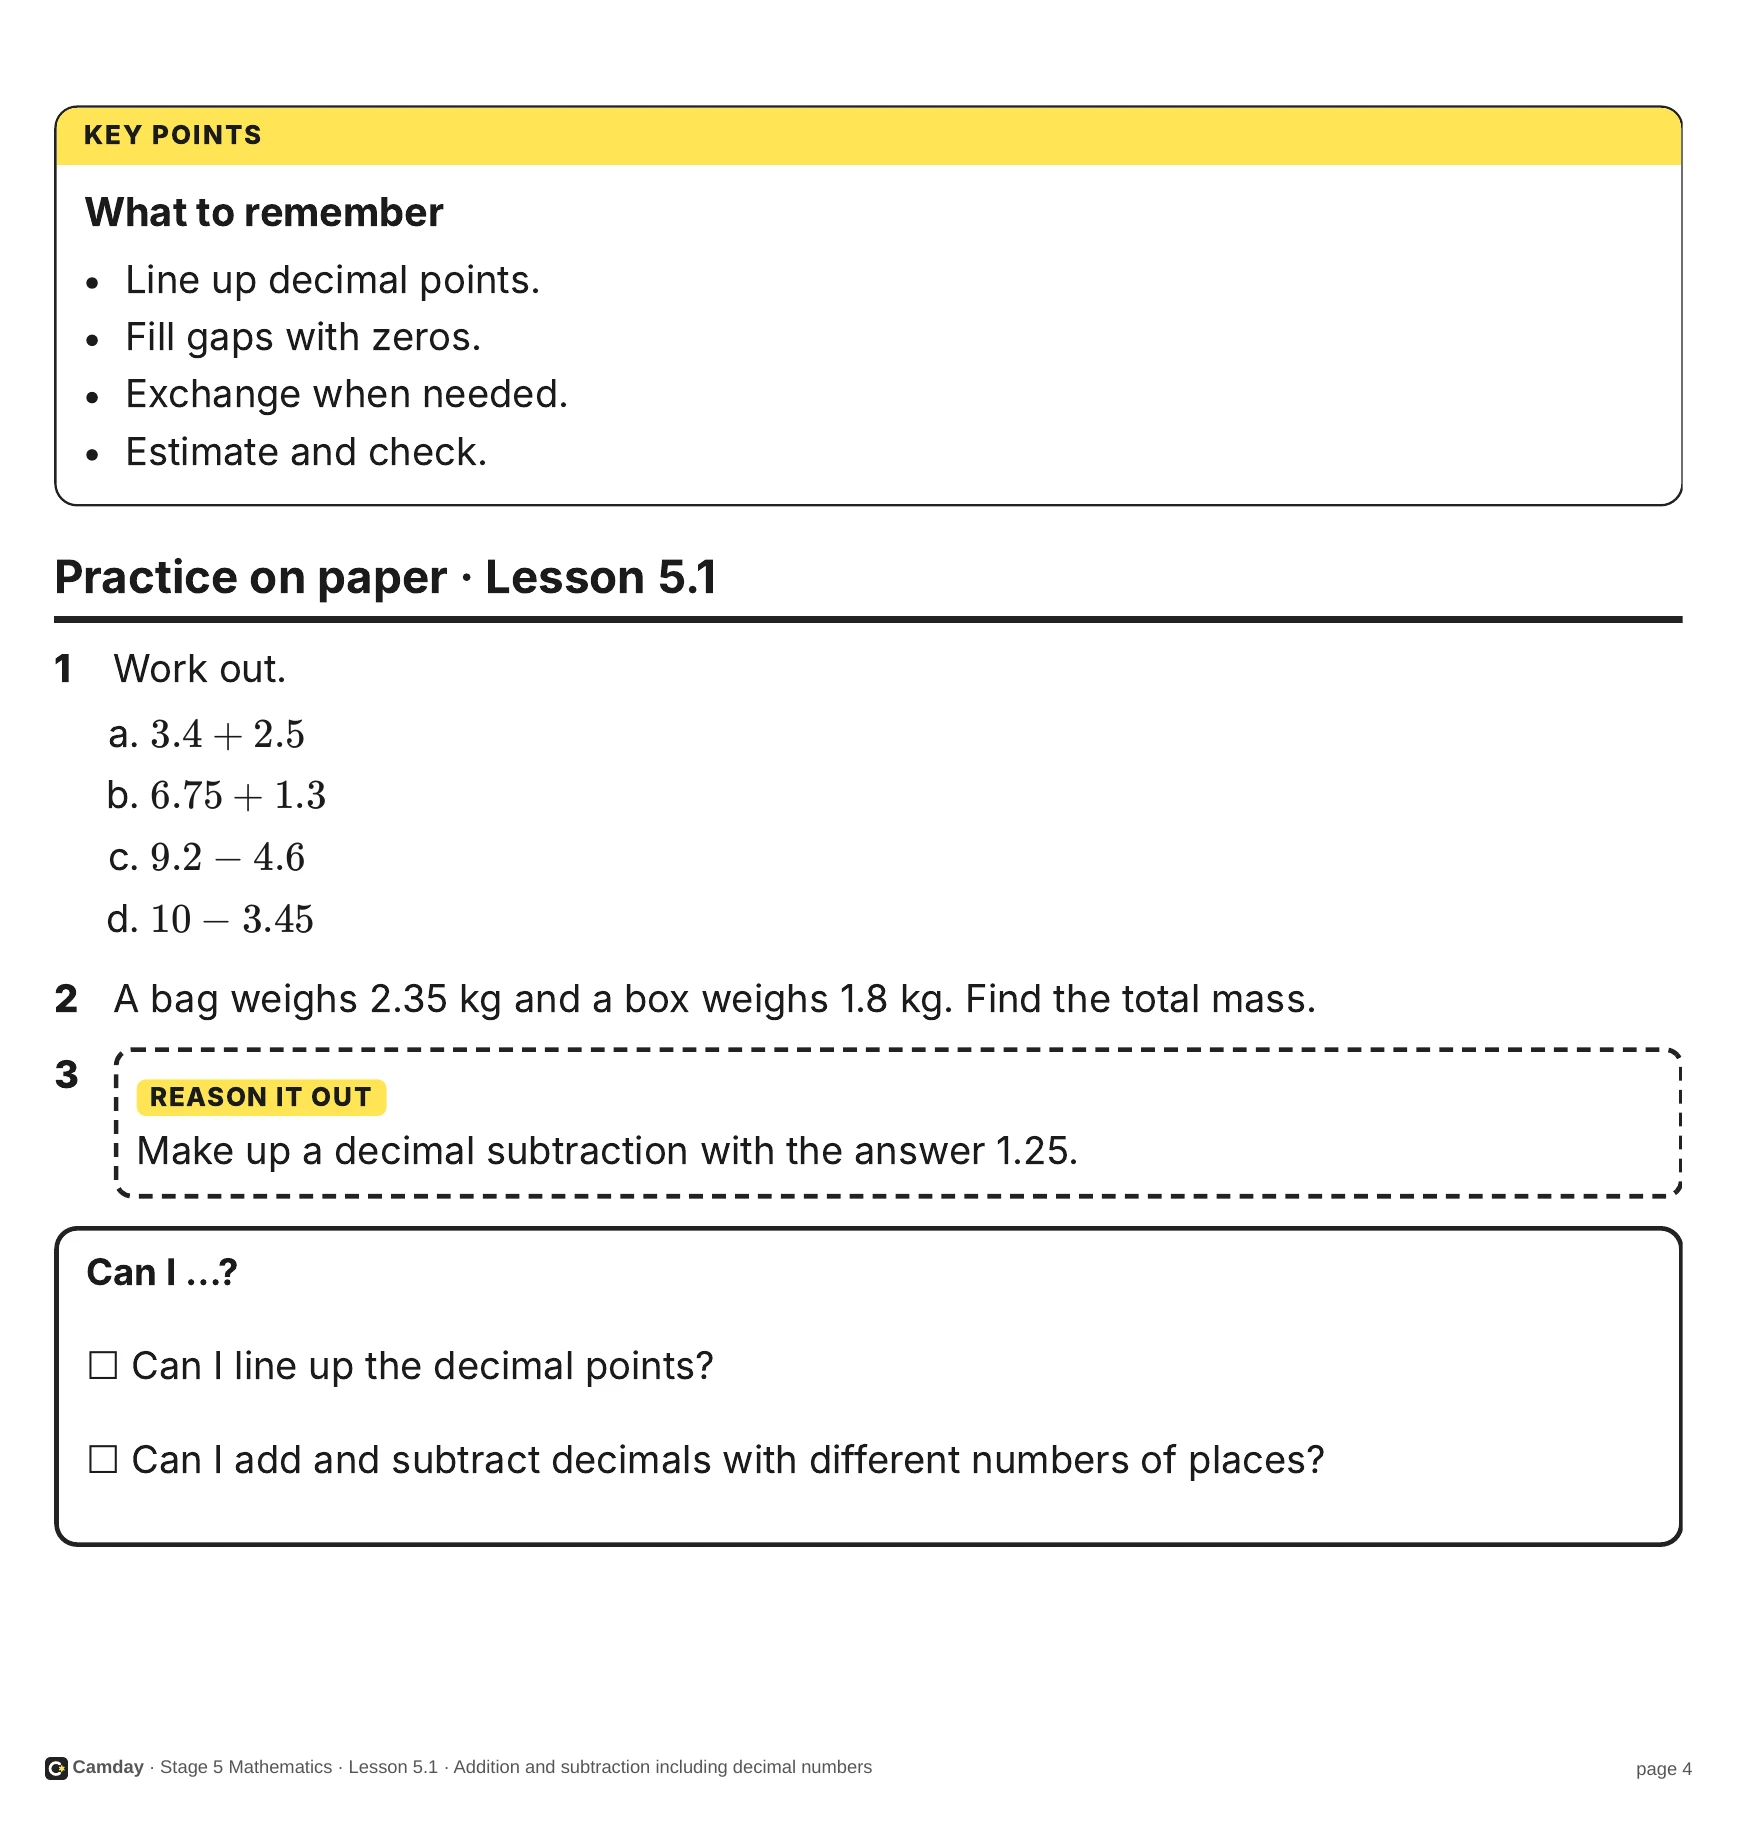 KEY POINTS
What to remember
• Line up decimal points.
• Fill gaps with zeros.
• Exchange when needed.
• Estimate and check.
Practice on paper · Lesson 5.1
1 Work out.
a. 3.4 + 2.5
b. 6.75 + 1.3
c. 9.2 − 4.6
d. 10 − 3.45
2 A bag weighs 2.35 kg and a box weighs 1.8 kg. Find the total mass.
3 REASON IT OUT
Make up a decimal subtraction with the answer 1.25.
Can I …?
☐ Can I line up the decimal points?
☐ Can I add and subtract decimals with different numbers of places?
Camday · Stage 5 Mathematics · Lesson 5.1 · Addition and subtraction including decimal numbers
page 4